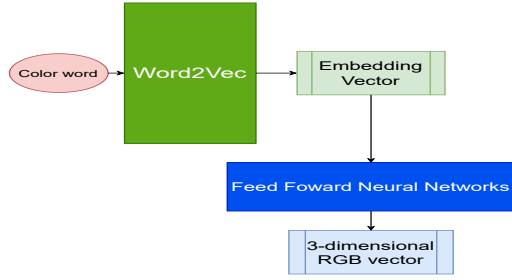 Color word
Word2Vec
Embedding
Vector
Feed Foward Neural Networks
3-dimensional
RGB vector